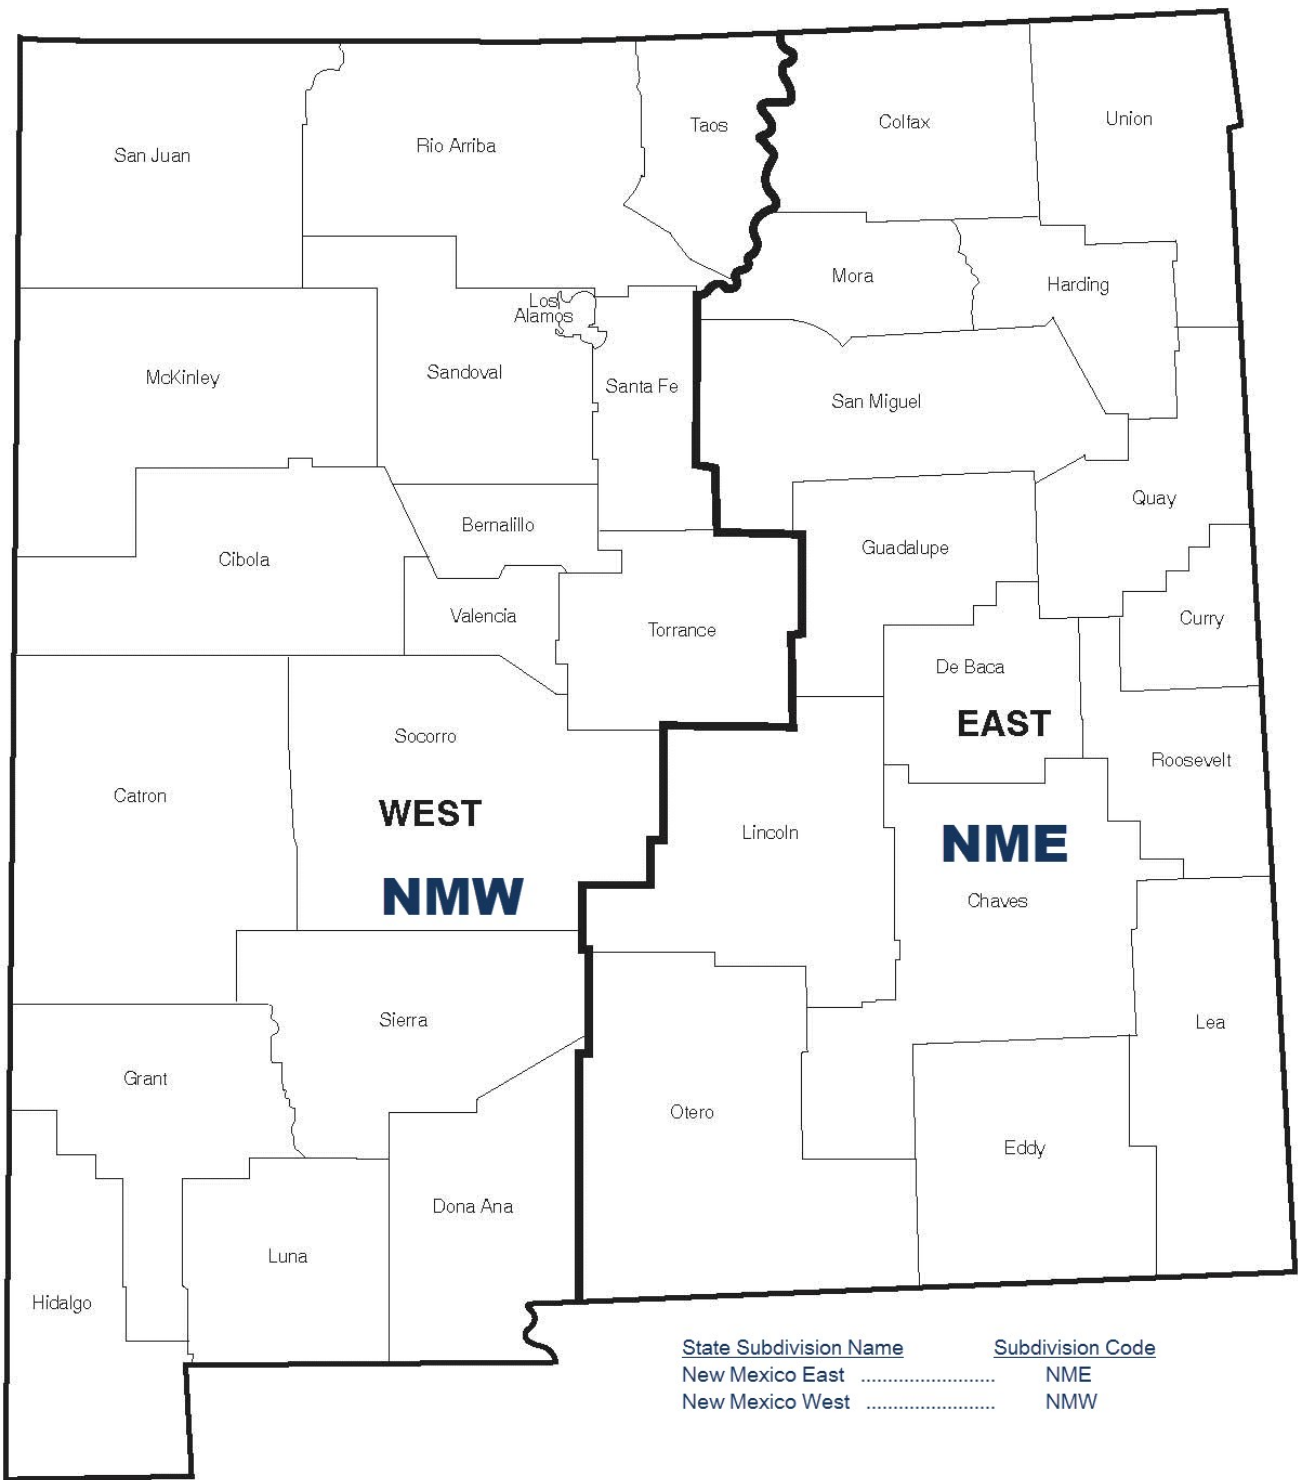 Taos
Colfax
Union
San Juan
Rio Arriba
Mora
Harding
Los
Alamos
McKinley
Sandoval
Santa Fe
San Miguel
Quay
Bernalillo
Cibola
Guadalupe
Valencia
Torrance
Curry
De Baca
EAST
Socorro
Roosevelt
Catron
WEST
Lincoln
NME
NMW
Chaves
Sierra
Lea
Grant
Otero
Eddy
Dona Ana
Luna
Hidalgo
State Subdivision Name Subdivision Code
New Mexico East ......................... NME
New Mexico West ........................ NMW